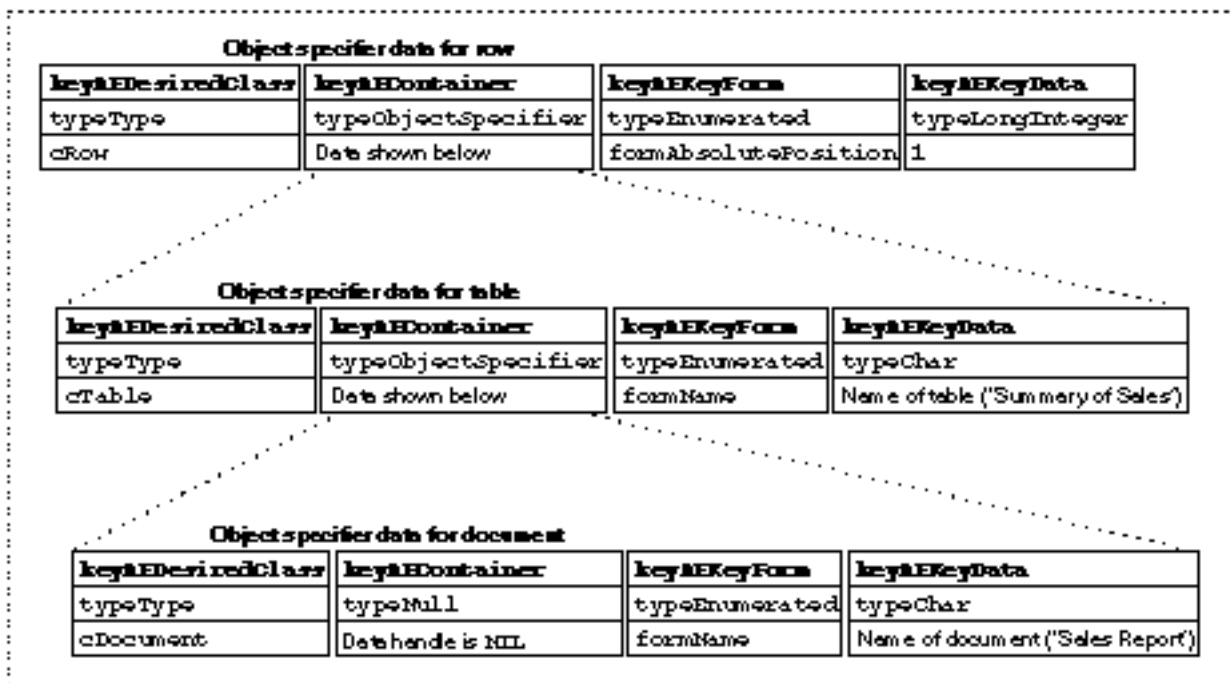 Object specifier data for row
keyAEDesiredClass keyAEContainer keyAEKeyForm keyAEKeyData
typeType typeObjectSpecifier typeEnumerated typeLongInteger
cRow Data shown below formAbsolutePosition 1
Object specifier data for table
keyAEDesiredClass keyAEContainer keyAEKeyForm keyAEKeyData
typeType typeObjectSpecifier typeEnumerated typeChar
cTable Data shown below formName Name of table ("Summary of Sales")
Object specifier data for document
keyAEDesiredClass keyAEContainer keyAEKeyForm keyAEKeyData
typeType typeNull typeEnumerated typeChar
cDocument Data handle is NIL formName Name of document ("Sales Report")